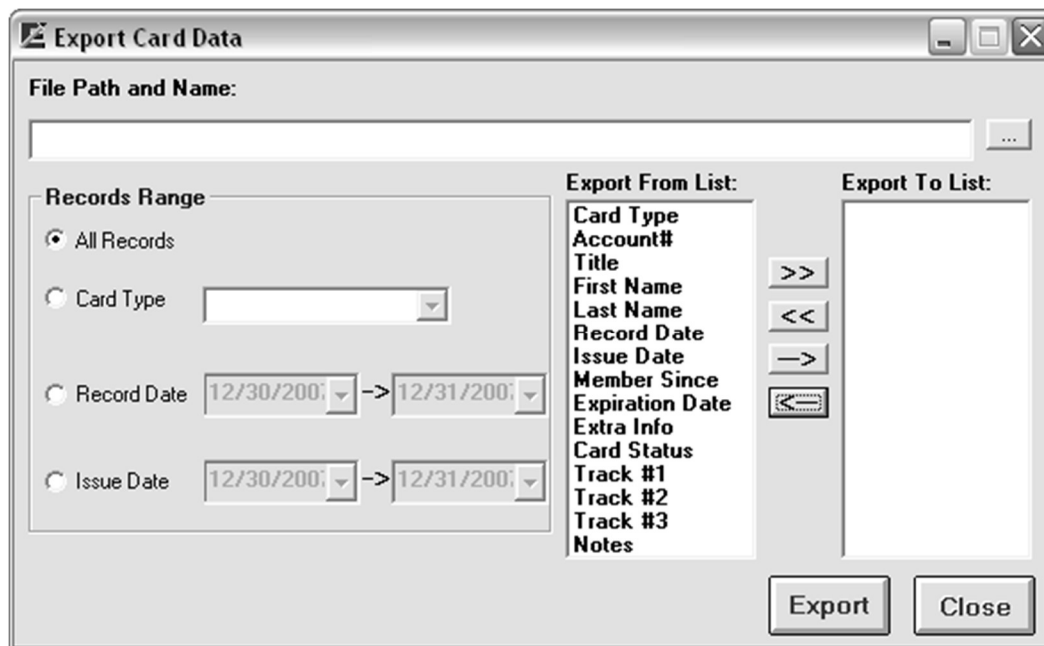 Export Card Data
File Path and Name:
...
Records Range
All Records
Card Type
Record Date 12/30/200 -> 12/31/200
Issue Date 12/30/200 -> 12/31/200
Export From List:
Card Type
Account#
Title
First Name
Last Name
Record Date
Issue Date
Member Since
Expiration Date
Extra Info
Card Status
Track #1
Track #2
Track #3
Notes
>>
<<
—>
<—
Export To List:
Export
Close